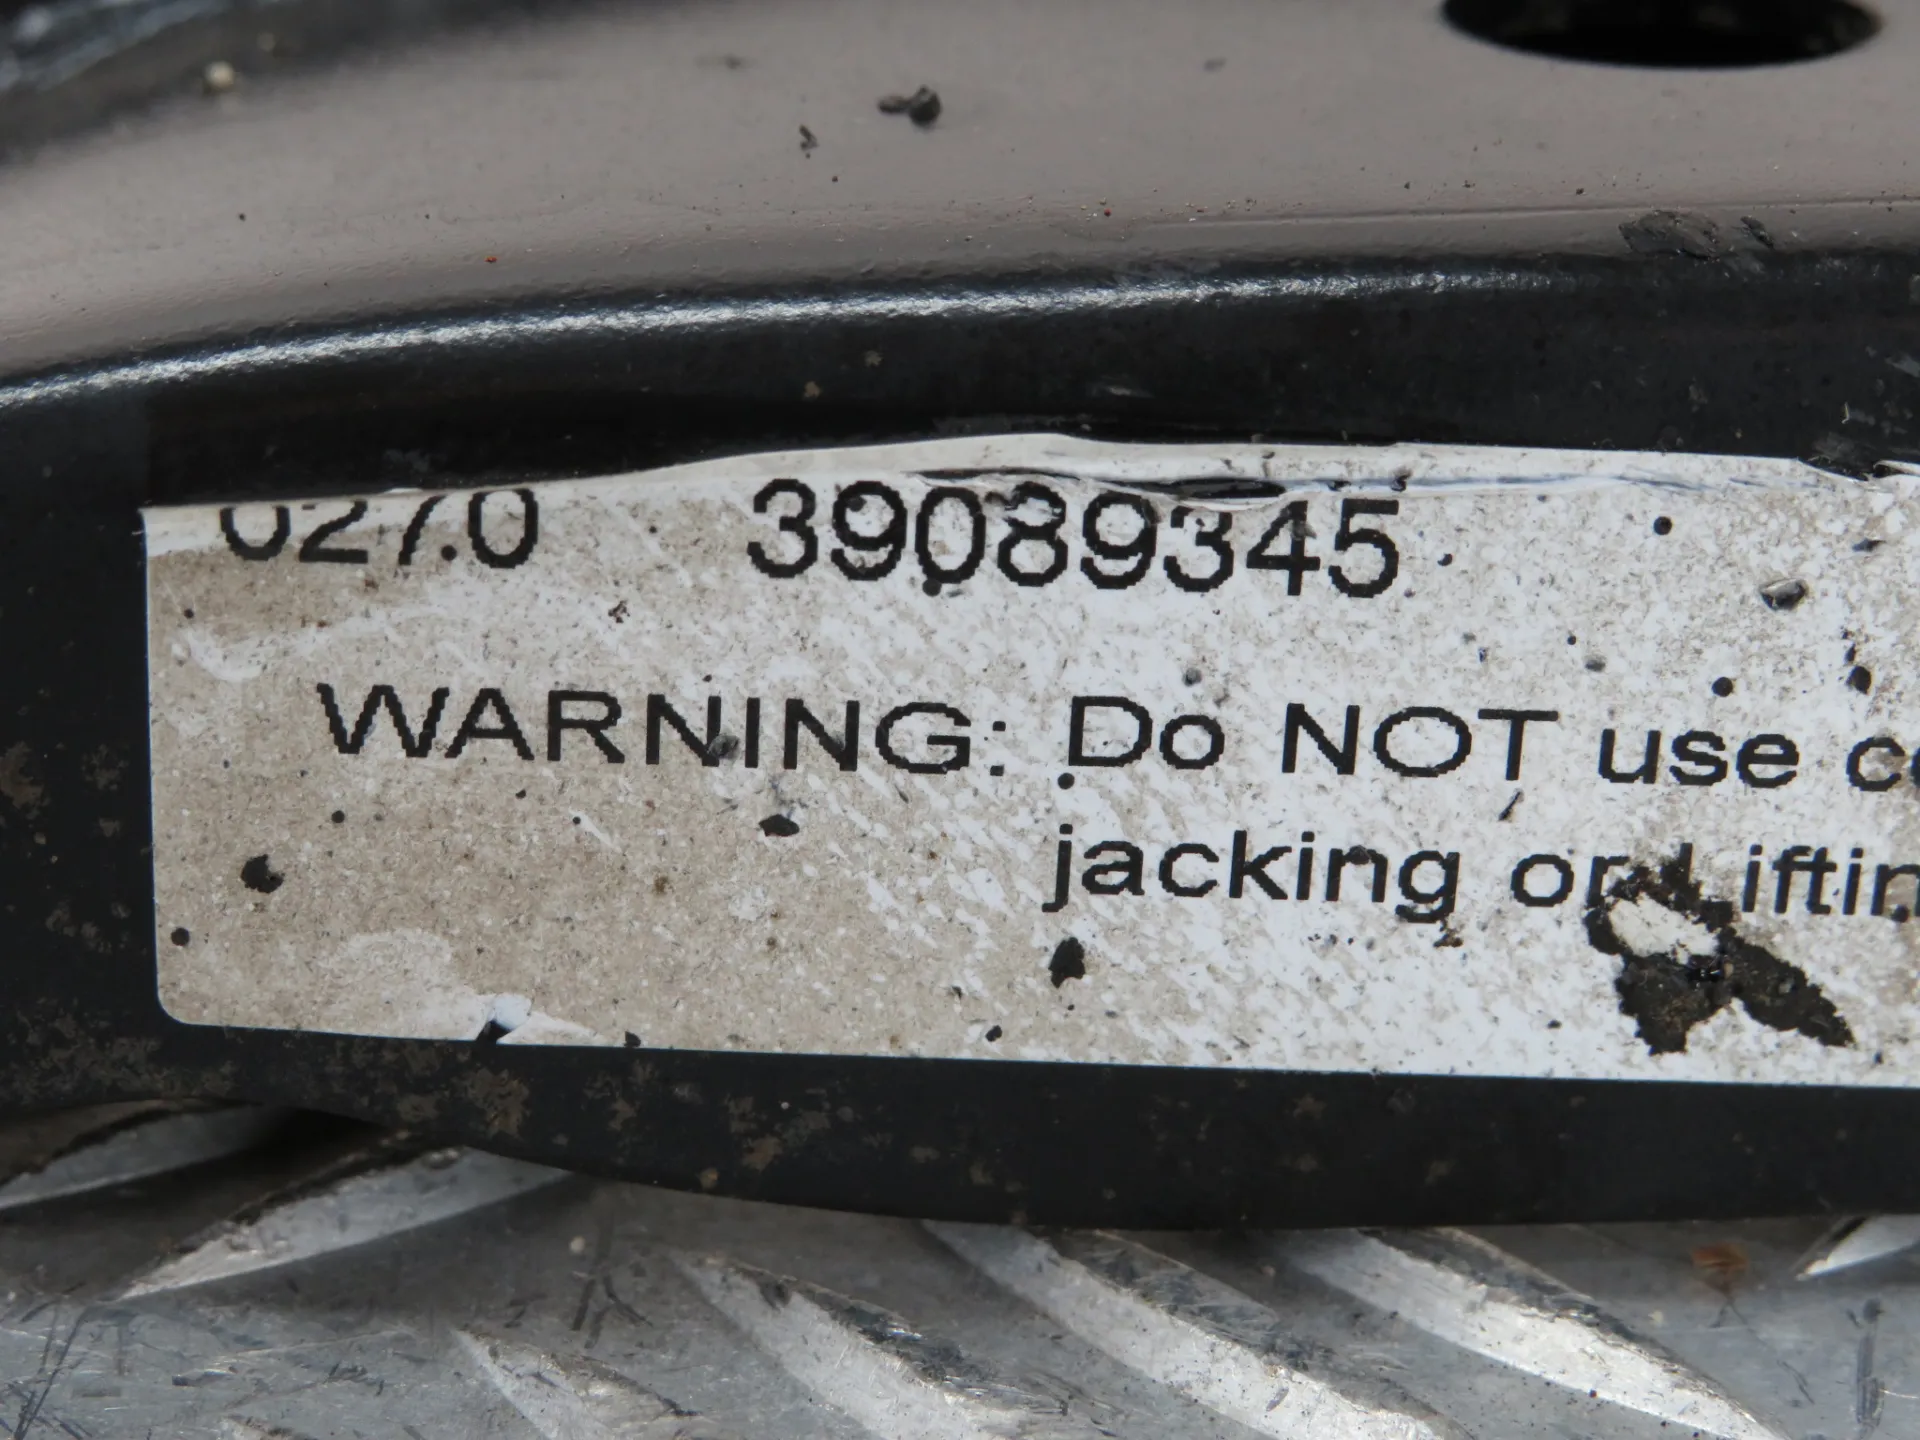 027.0 39089345
WARNING: Do NOT use
jacking or